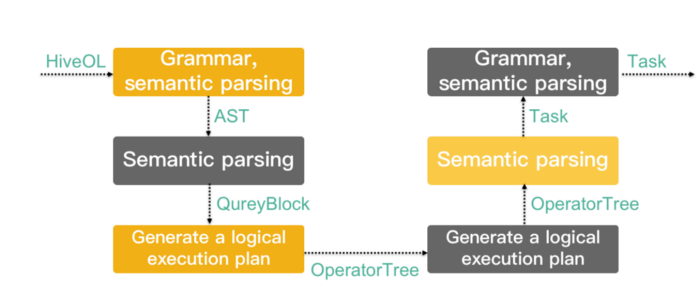 HiveOL
Grammar,
semantic parsing
AST
Semantic parsing
QureyBlock
Generate a logical
execution plan
OperatorTree
Generate a logical
execution plan
OperatorTree
Semantic parsing
Task
Grammar,
semantic parsing
Task